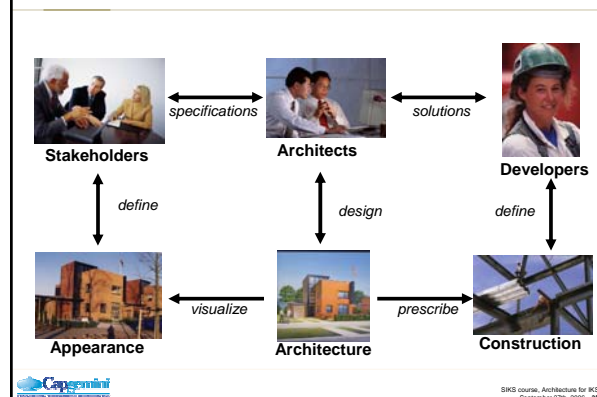 specifications
solutions
Stakeholders
Architects
Developers
define
design
define
visualize
prescribe
Appearance
Architecture
Construction
Capgemini
SIKS course, Architecture for IKS